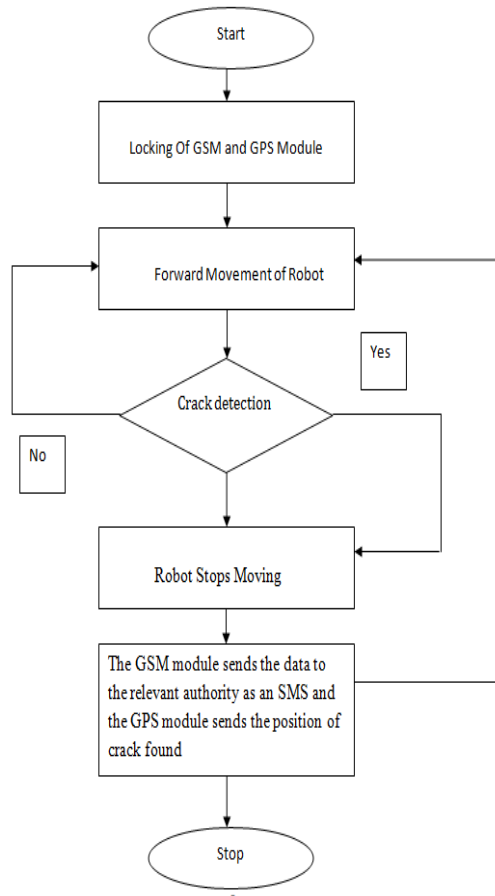 Start
Locking Of GSM and GPS Module
Forward Movement of Robot
Yes
Crack detection
No
Robot Stops Moving
The GSM module sends the data to
the relevant authority as an SMS and
the GPS module sends the position of
crack found
Stop